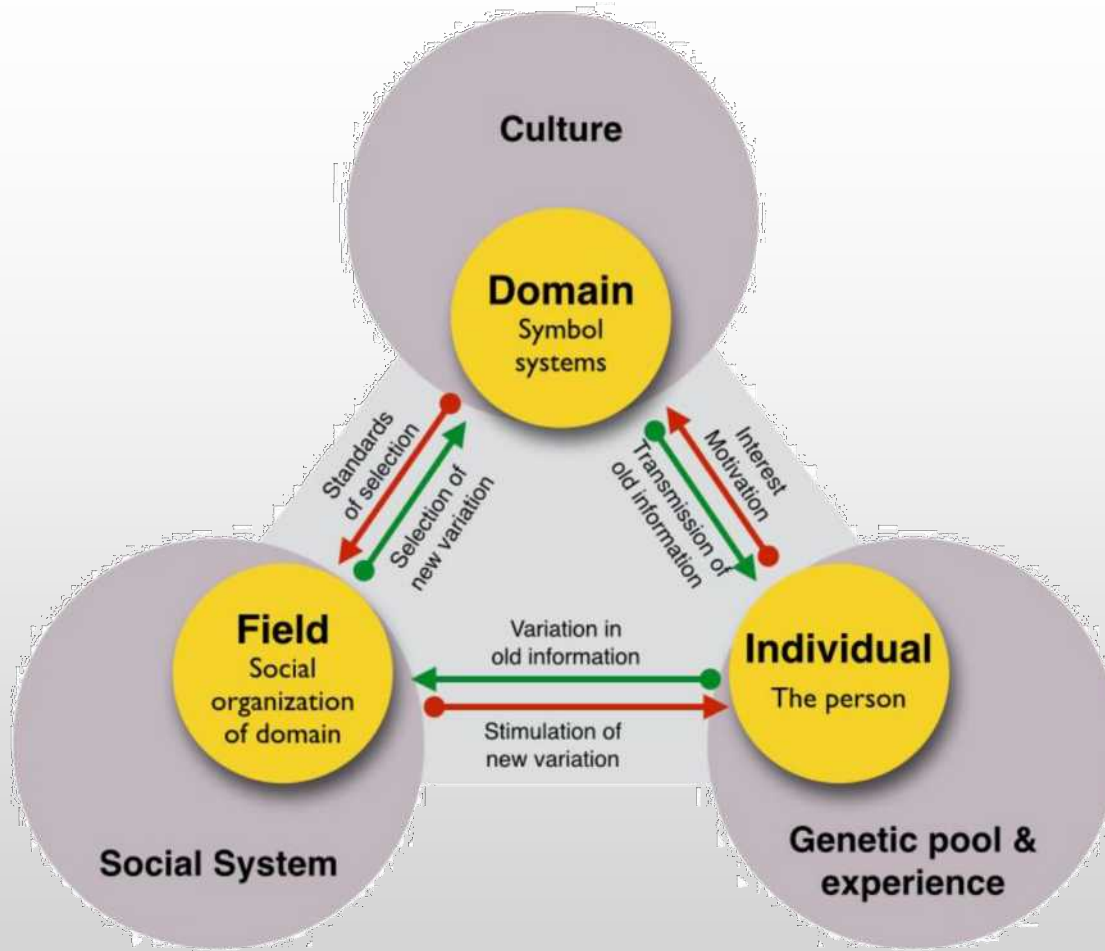 Culture
Domain
Symbol
systems
Standards
of selection
Selection of
new variation
Interest
Motivation
Transmission of
old information
Field
Social
organization
of domain
Variation in
old information
Stimulation of
new variation
Individual
The person
Social System
Genetic pool &
experience